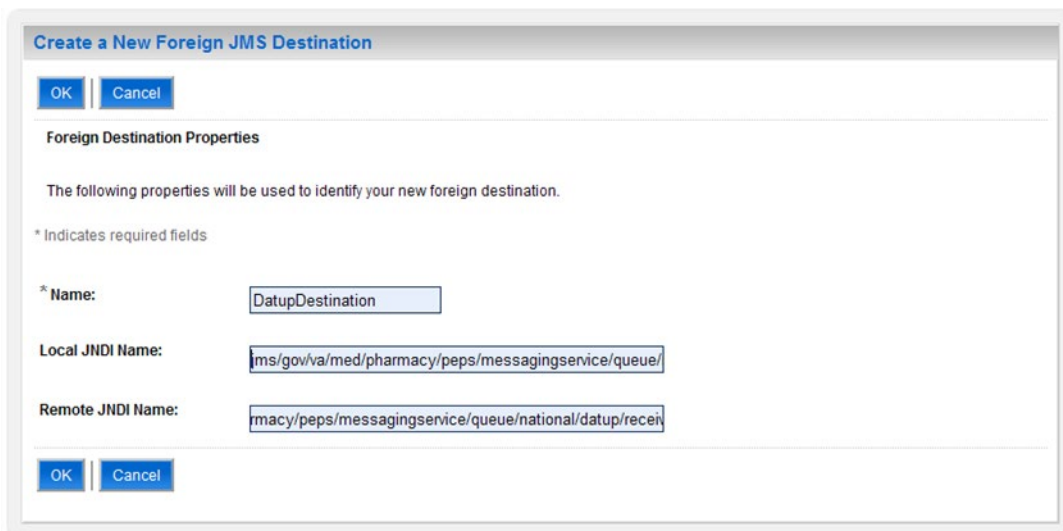 Create a New Foreign JMS Destination
OK Cancel
Foreign Destination Properties
The following properties will be used to identify your new foreign destination.
* Indicates required fields
* Name: DatupDestination
Local JNDI Name: jms/gov/va/med/pharmacy/peps/messagingservice/queue/
Remote JNDI Name: rmacy/peps/messagingservice/queue/national/datup/receiv
OK Cancel